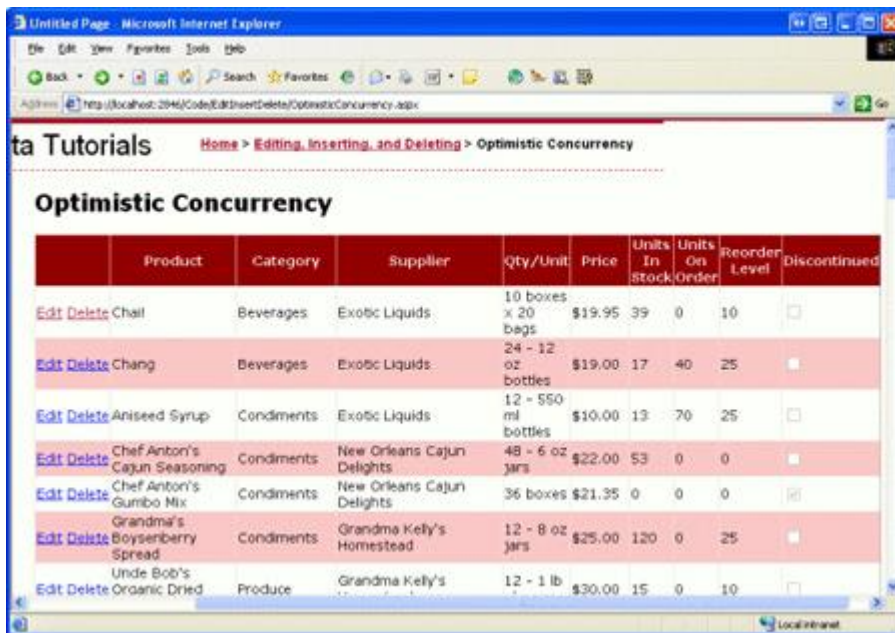 Untitled Page - Microsoft Internet Explorer
File Edit View Favorites Tools Help
Back Search Favorites
Address http://localhost:2846/Code/EditInsertDelete/OptimisticConcurrency.aspx Go
ta Tutorials Home > Editing, Inserting, and Deleting > Optimistic Concurrency
Optimistic Concurrency
Product Category Supplier Qty/Unit Price Units In Stock Units On Order Reorder Level Discontinued
Edit Delete Chai! Beverages Exotic Liquids 10 boxes x 20 bags $19.95 39 0 10
Edit Delete Chang Beverages Exotic Liquids 24 - 12 oz bottles $19.00 17 40 25
Edit Delete Aniseed Syrup Condiments Exotic Liquids 12 - 550 ml bottles $10.00 13 70 25
Edit Delete Chef Anton's Cajun Seasoning Condiments New Orleans Cajun Delights 48 - 6 oz jars $22.00 53 0 0
Edit Delete Chef Anton's Gumbo Mix Condiments New Orleans Cajun Delights 36 boxes $21.35 0 0 0
Edit Delete Grandma's Boysenberry Spread Condiments Grandma Kelly's Homestead 12 - 8 oz jars $25.00 120 0 25
Edit Delete Uncle Bob's Organic Dried Produce Grandma Kelly's 12 - 1 lb $30.00 15 0 10
Local intranet